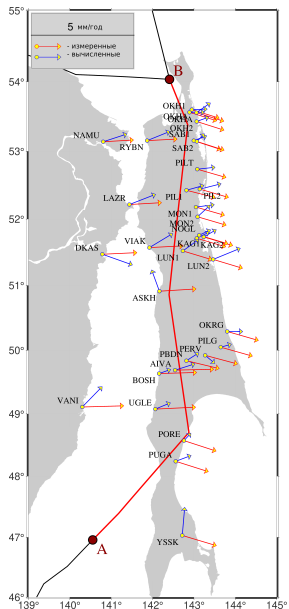 55°
5 мм/год
- измеренные
- вычисленные
B
54°
OKH1
OKHA
OKH2
SAB1
NAMU
RYBN
SAB2
53°
PILT
LAZR
PIL1
PIL2
MON1
52°
MON2
NOGL
VIAK
KAG1
KAG2
DKAS
LUN1
LUN2
51°
ASKH
OKRG
PILG
50°
PERV
PBDN
AIVA
BOSH
VANI
UGLE
49°
PORE
PUGA
48°
YSSK
47°
A
46°
139° 140° 141° 142° 143° 144° 145°